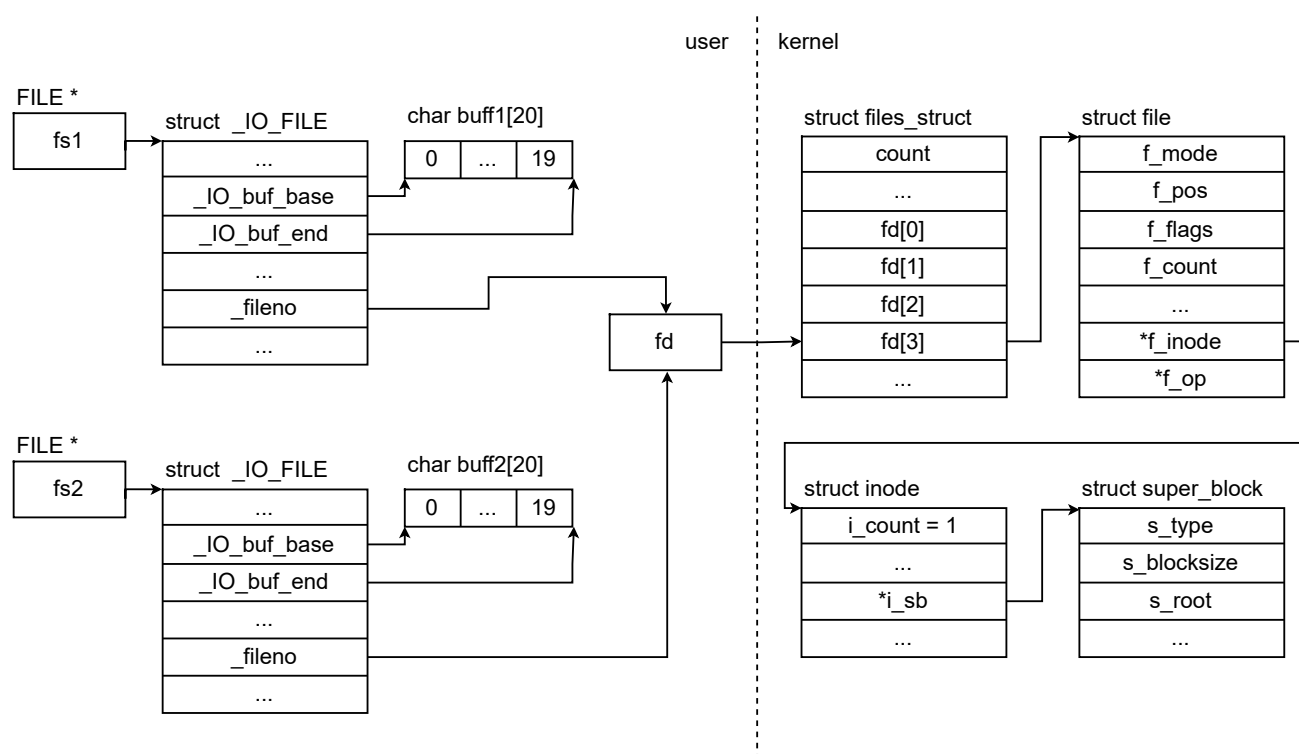 user
kernel
FILE *
fs1
struct _IO_FILE
...
_IO_buf_base
_IO_buf_end
...
_fileno
...
char buff1[20]
0 ... 19
FILE *
fs2
struct _IO_FILE
...
_IO_buf_base
_IO_buf_end
...
_fileno
...
char buff2[20]
0 ... 19
fd
struct files_struct
count
...
fd[0]
fd[1]
fd[2]
fd[3]
...
struct file
f_mode
f_pos
f_flags
f_count
...
*f_inode
*f_op
struct inode
i_count = 1
...
*i_sb
...
struct super_block
s_type
s_blocksize
s_root
...